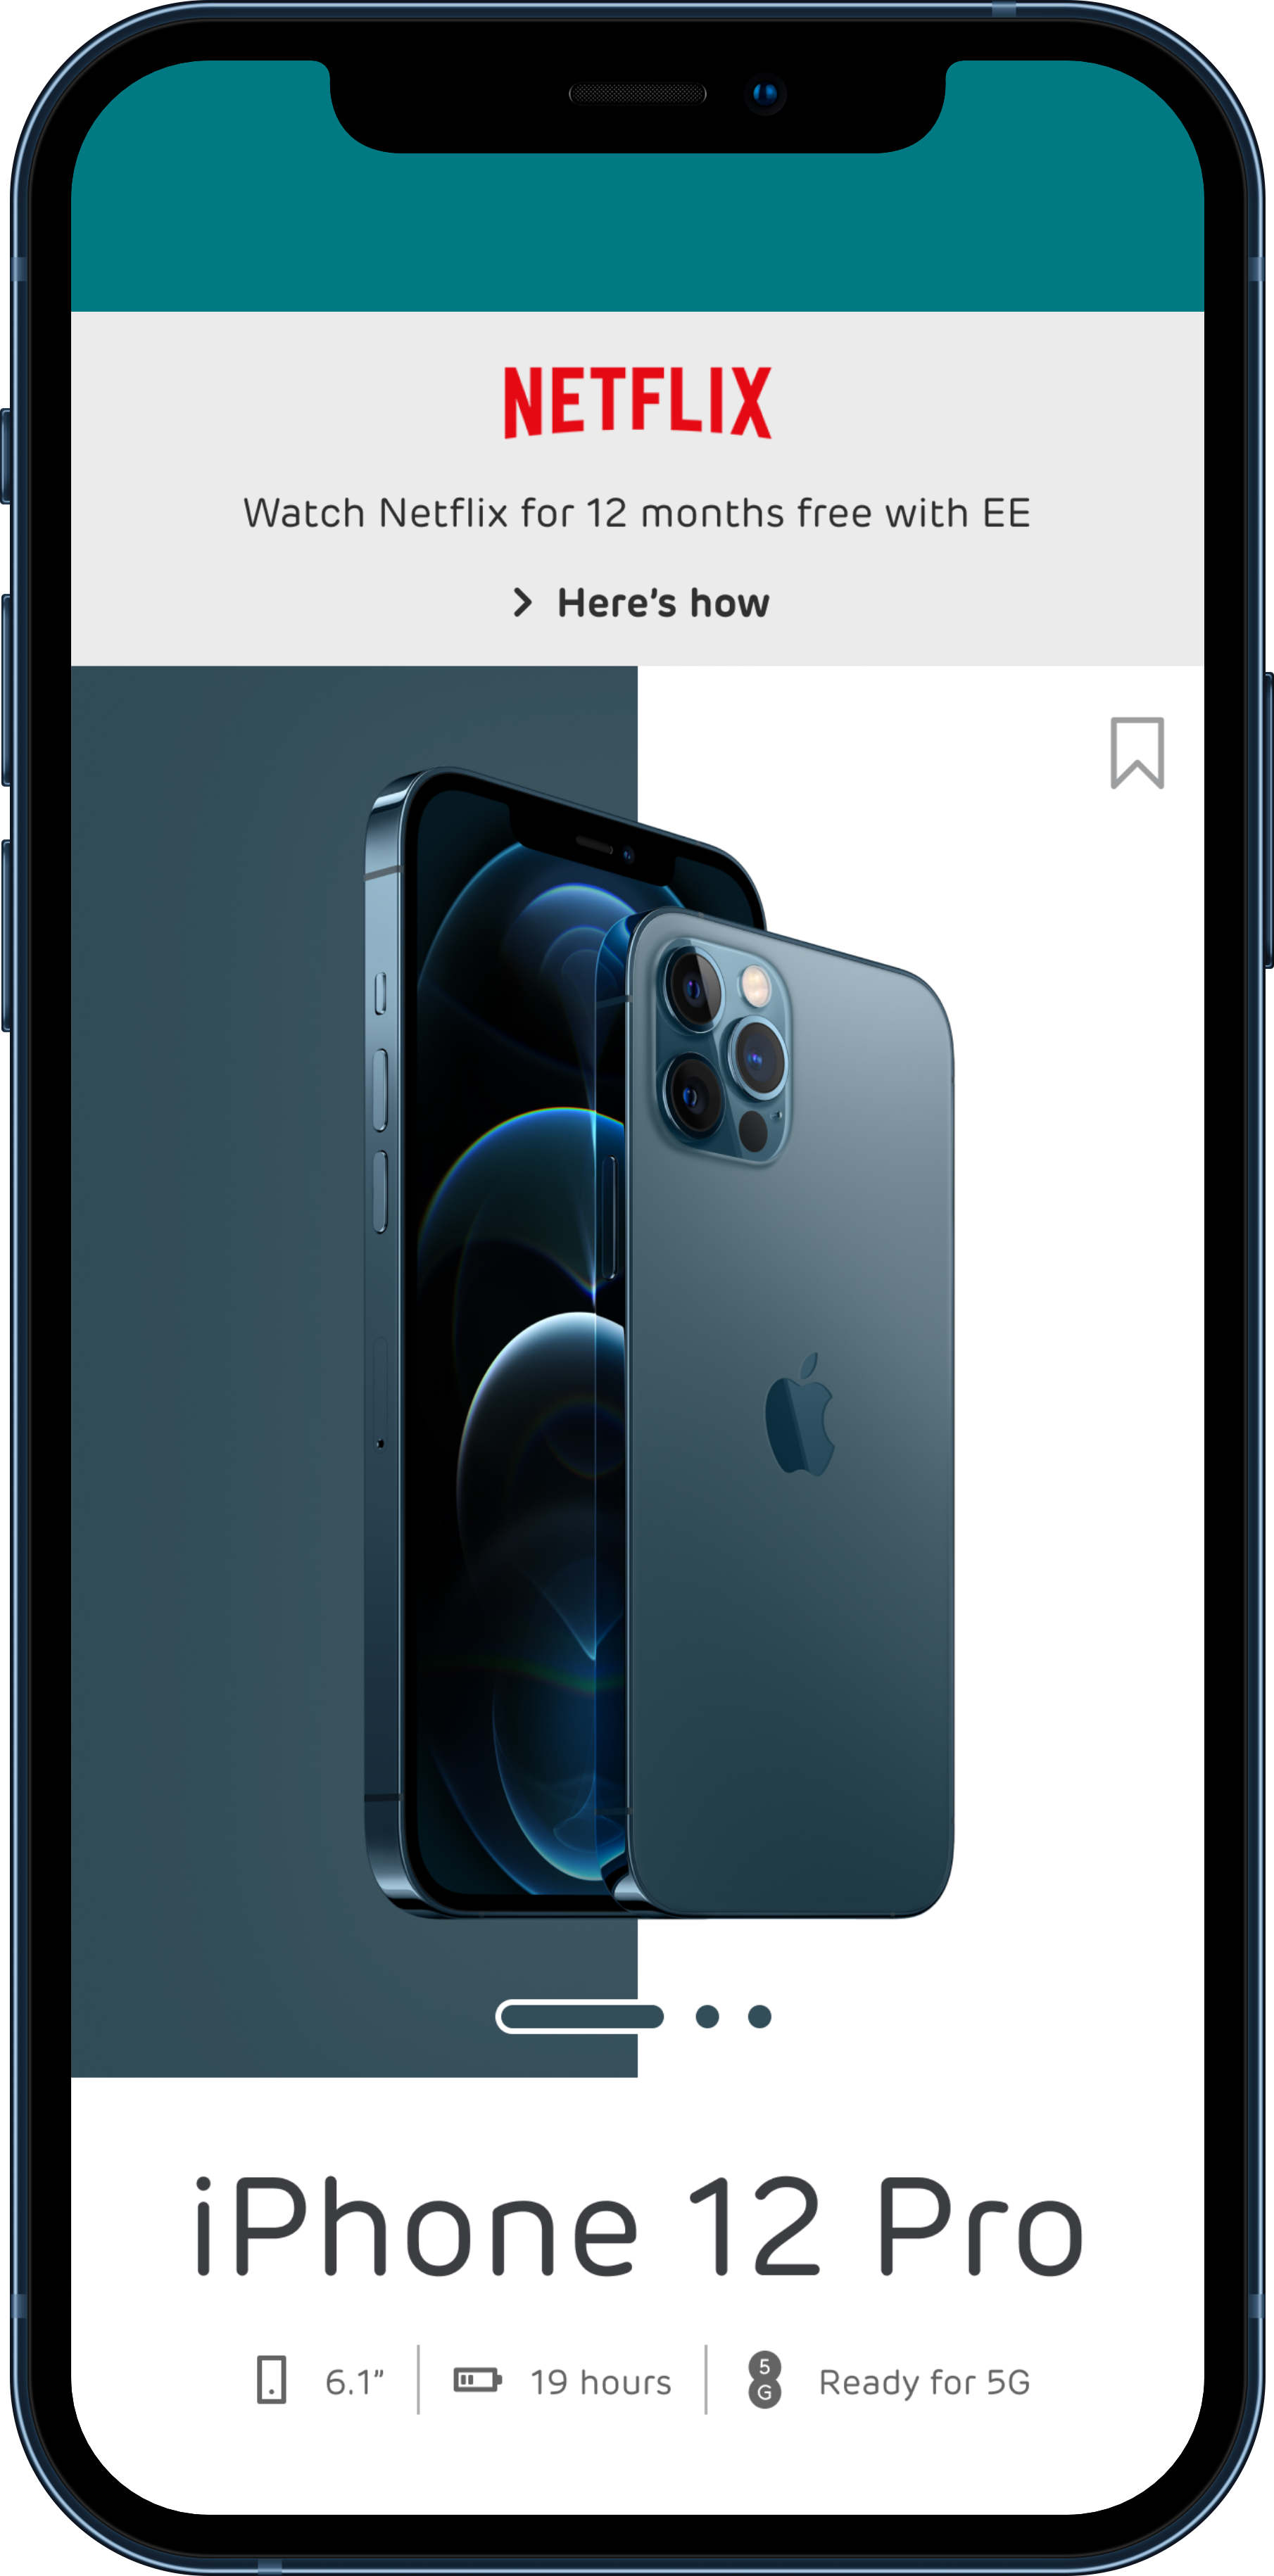 NETFLIX
Watch Netflix for 12 months free with EE
Here’s how
iPhone 12 Pro
6.1” 19 hours 5G Ready for 5G